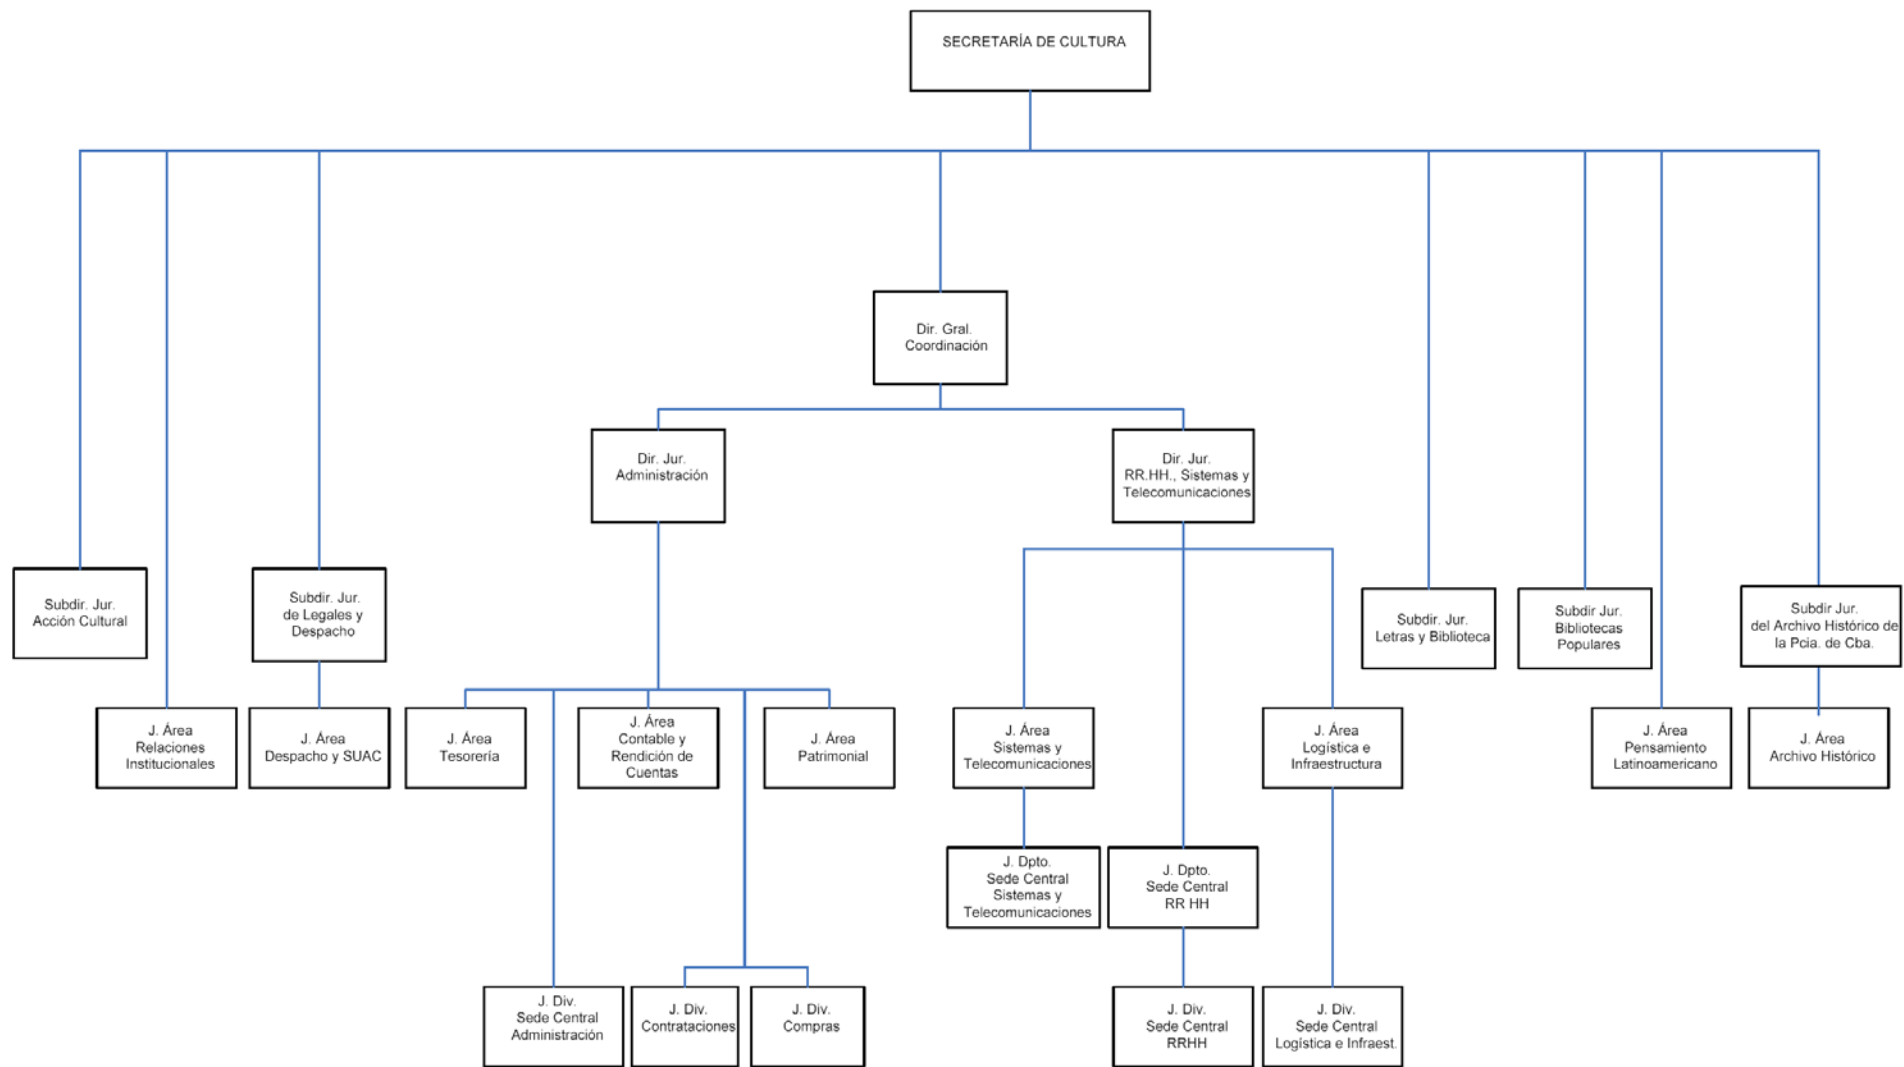 SECRETARÍA DE CULTURA
Dir. Gral.
Coordinación
Dir. Jur.
Administración
Dir. Jur.
RR.HH., Sistemas y
Telecomunicaciones
Subdir. Jur.
Acción Cultural
Subdir. Jur.
de Legales y
Despacho
Subdir. Jur.
Letras y Biblioteca
Subdir Jur.
Bibliotecas
Populares
Subdir Jur.
del Archivo Histórico de
la Pcia. de Cba.
J. Área
Relaciones
Institucionales
J. Área
Despacho y SUAC
J. Área
Tesorería
J. Área
Contable y
Rendición de
Cuentas
J. Área
Patrimonial
J. Área
Sistemas y
Telecomunicaciones
J. Área
Logística e
Infraestructura
J. Área
Pensamiento
Latinoamericano
J. Área
Archivo Histórico
J. Dpto.
Sede Central
Sistemas y
Telecomunicaciones
J. Dpto.
Sede Central
RR HH
J. Div.
Sede Central
Administración
J. Div.
Contrataciones
J. Div.
Compras
J. Div.
Sede Central
RRHH
J. Div.
Sede Central
Logística e Infraest.